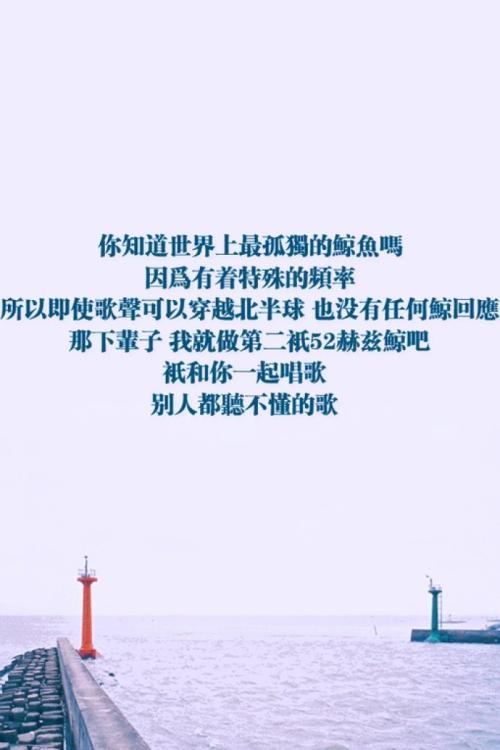 你知道世界上最孤獨的鯨魚嗎
因爲有着特殊的頻率
所以即使歌聲可以穿越北半球 也没有任何鯨回應
那下輩子 我就做第二衹52赫兹鯨吧
衹和你一起唱歌
别人都聽不懂的歌